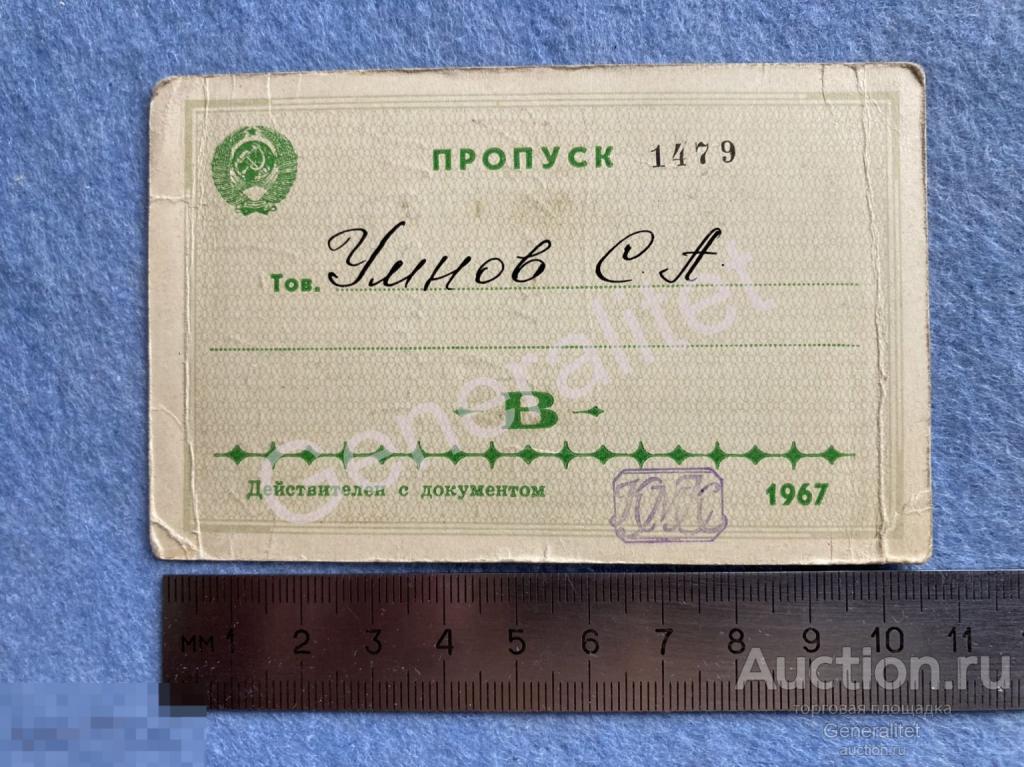 ПРОПУСК 1479
Тов. Умнов С.А.
В
Действителен с документом
1967
Generalitet
мм 1 2 3 4 5 6 7 8 9 10 11
Auction.ru
торговая площадка
Generalitet
auction.ru